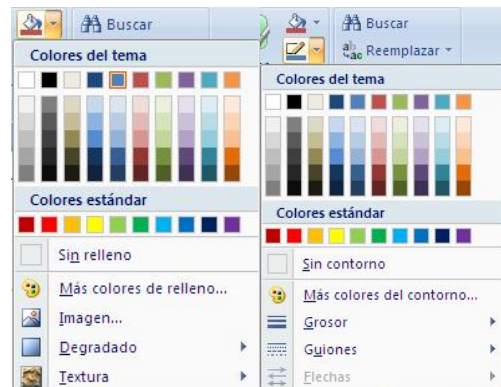 Buscar
Colores del tema
Colores estándar
Sin relleno
Más colores de relleno...
Imagen...
Degradado
Textura
Buscar
Reemplazar
Colores del tema
Colores estándar
Sin contorno
Más colores del contorno...
Grosor
Guiones
Flechas